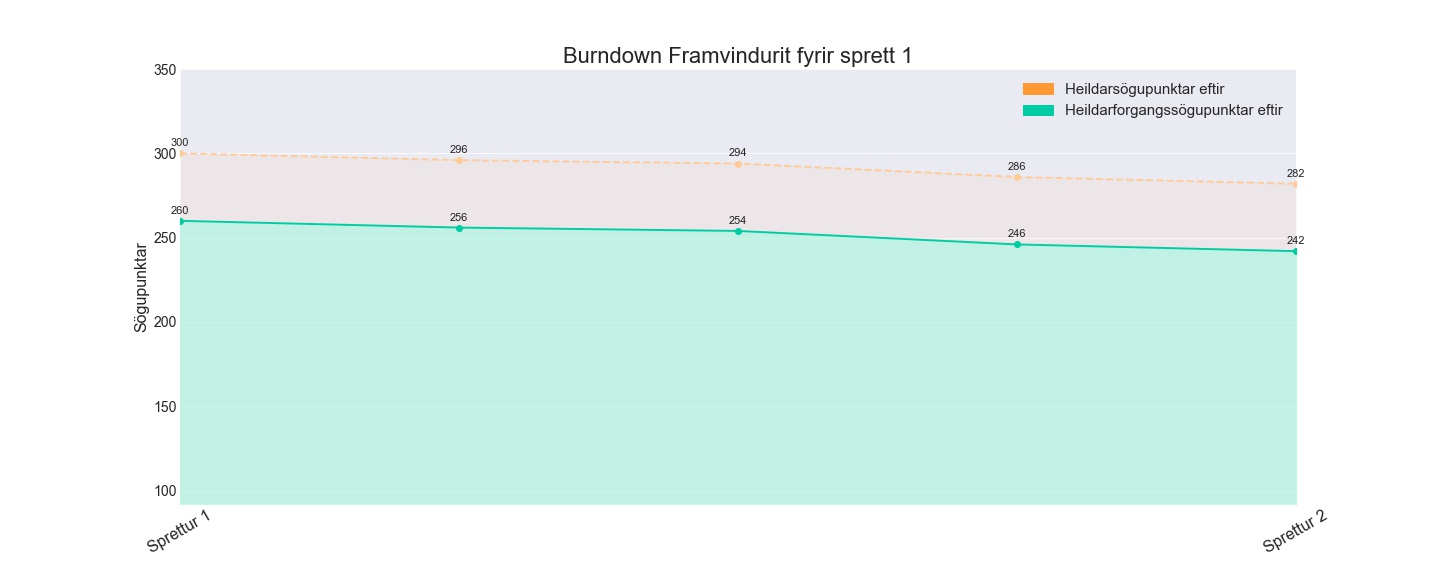 Burndown Framvindurit fyrir sprett 1
350
Heildarsögupunktar eftir
Heildarforgangssögupunktar eftir
300
300
296
294
286
282
260
256
254
246
242
250
Sögupunktar
200
150
100
Sprettur 1
Sprettur 2